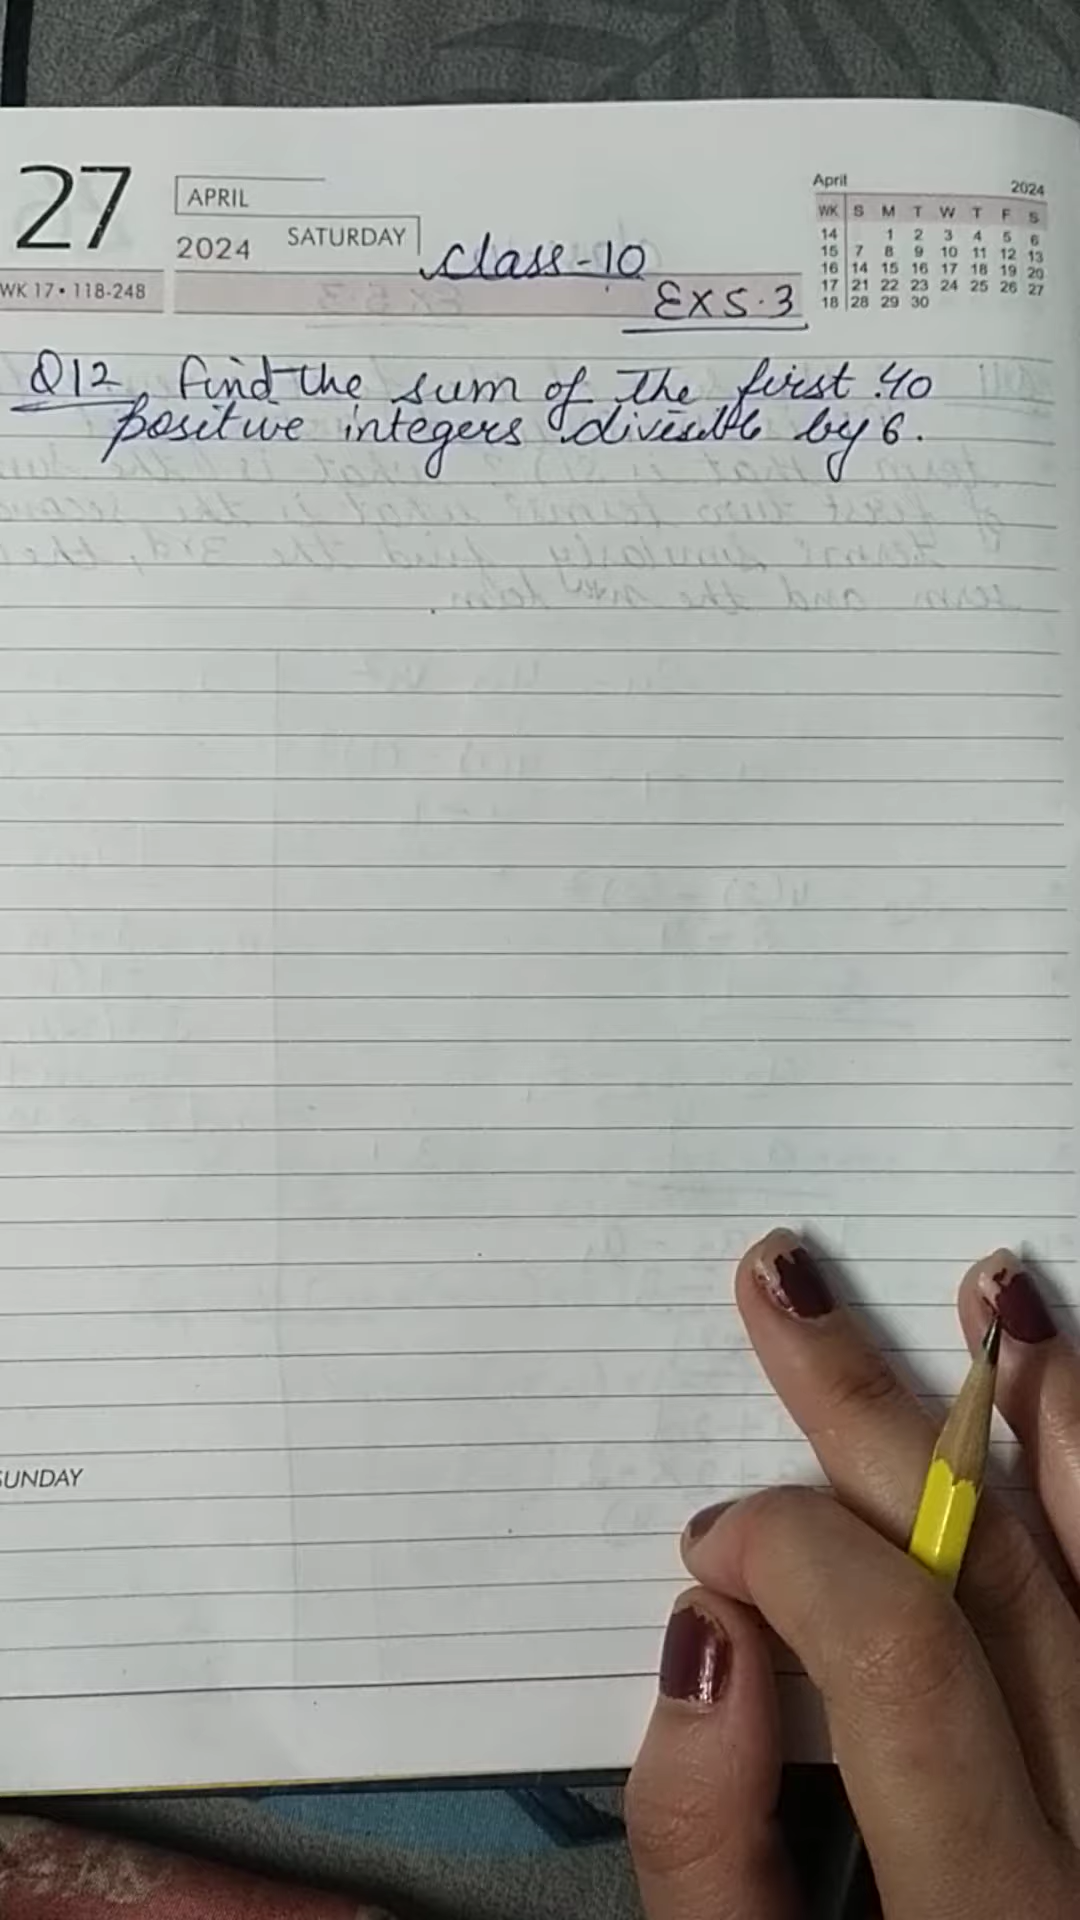 27
APRIL
2024 SATURDAY
WK 17 • 118-248
April 2024
WK S M T W T F S
14 1 2 3 4 5 6
15 7 8 9 10 11 12 13
16 14 15 16 17 18 19 20
17 21 22 23 24 25 26 27
18 28 29 30
Class-10
EX 5.3
Q12 Find the sum of the first 40
positive integers divisible by 6.
SUNDAY